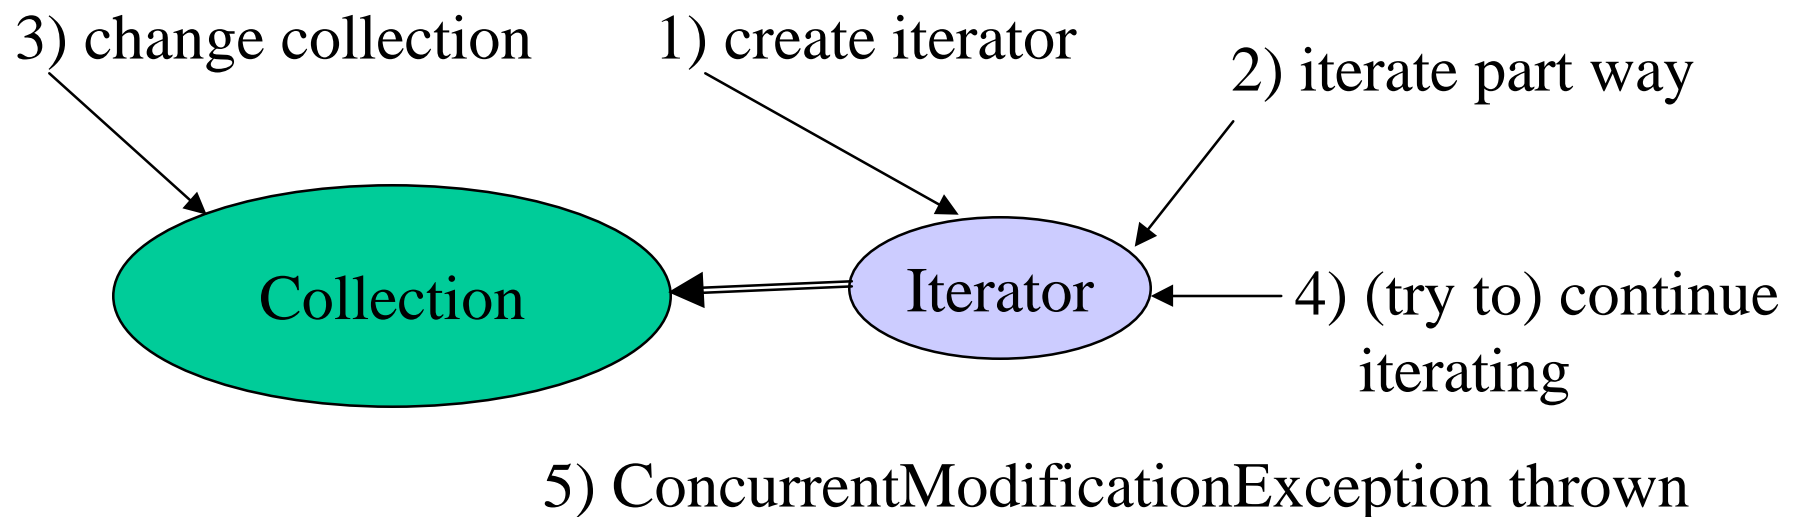 3) change collection
1) create iterator
2) iterate part way
Collection
Iterator
4) (try to) continue
iterating
5) ConcurrentModificationException thrown